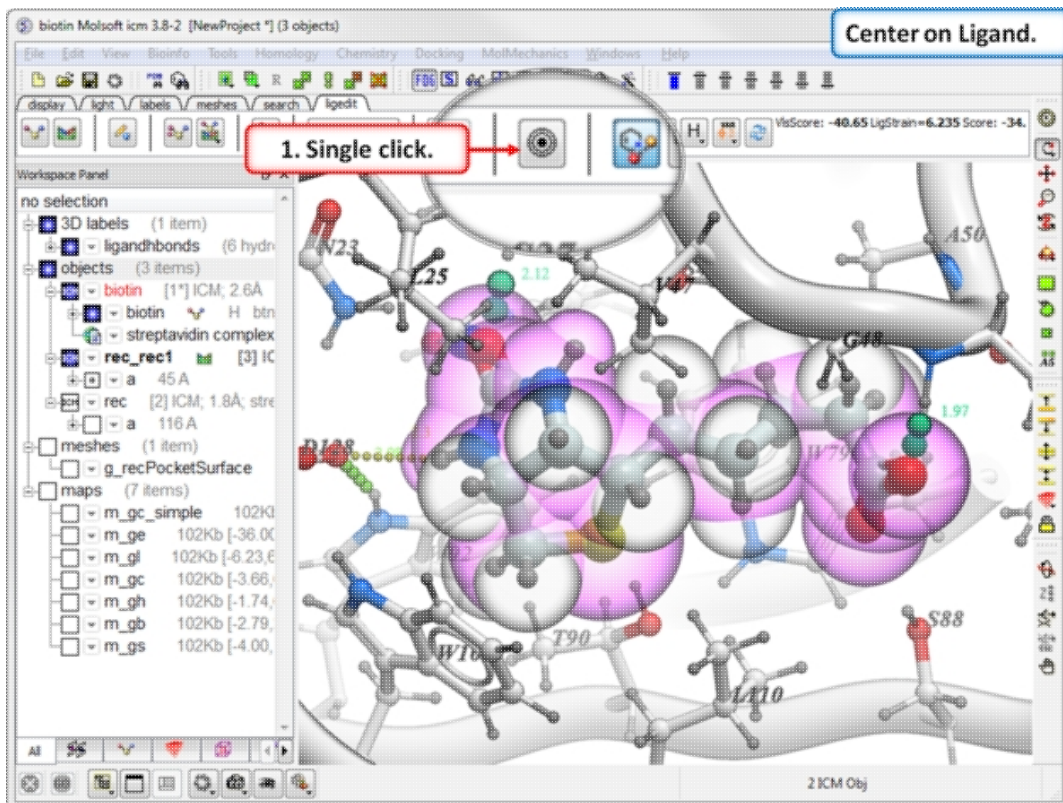 biotin Molsoft icm 3.8-2 [NewProject *] (3 objects)
Center on Ligand.
File Edit View Bioinfo Tools Homology Chemistry Docking MolMechanics Windows Help
display light labels meshes search ligedit
1. Single click.
VlsScore: -40.65 LigStrain=6.235 Score: -34.
Workspace Panel
no selection
3D labels (1 item)
ligandhbonds (6 hydr
objects (3 items)
biotin [1*] ICM; 2.6Å
biotin H btn
streptavidin complex
rec_rec1 [3] IC
a 45 A
rec [2] ICM; 1.8Å; stre
a 116 A
meshes (1 item)
g_recPocketSurface
maps (7 items)
m_gc_simple 102Kb
m_ge 102Kb [-36.00
m_gl 102Kb [-6.23,6
m_gc 102Kb [-3.66,
m_gh 102Kb [-1.74,
m_gb 102Kb [-2.79,
m_gs 102Kb [-4.00,
N23
L25
2.12
V47
A50
G48
1.97
D128
W79
T90
S88
L110
All
2 ICM Obj